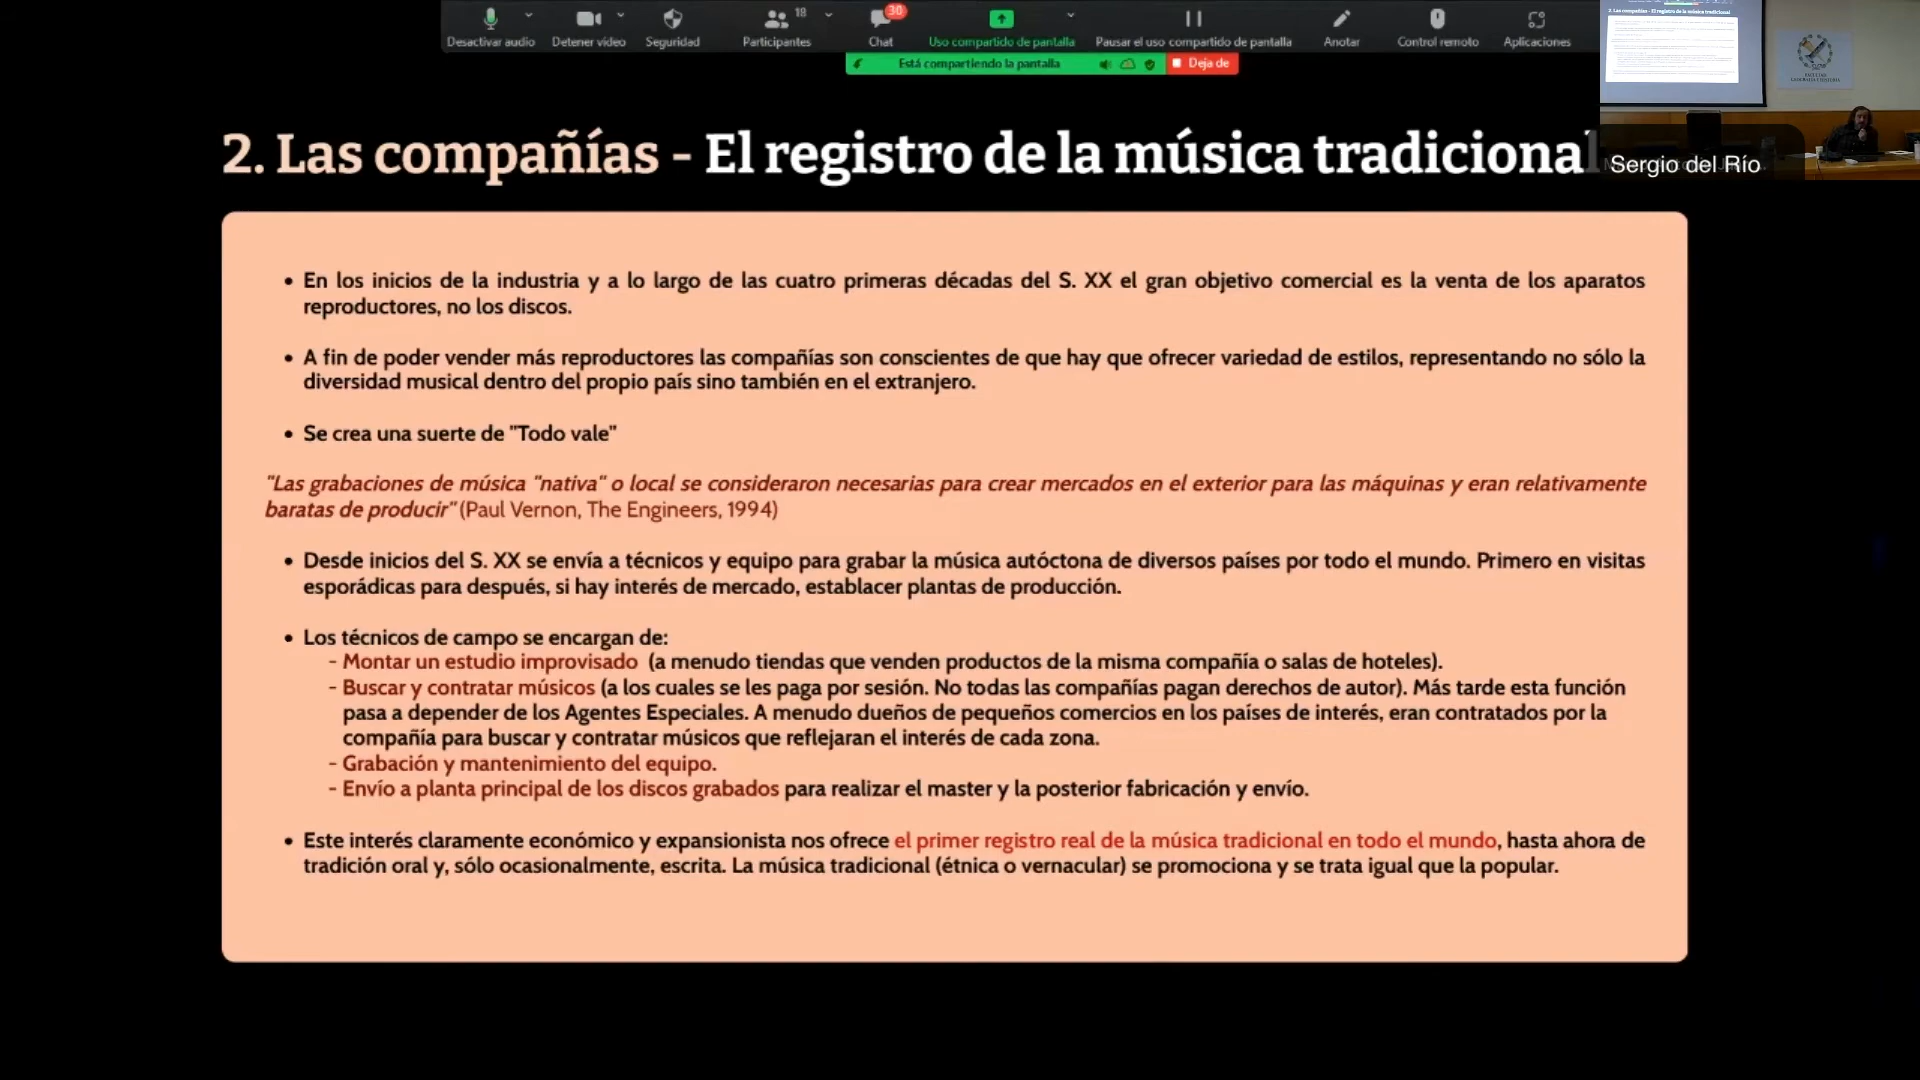 Desactivar audio
Detener vídeo
Seguridad
18
Participantes
30
Chat
Uso compartido de pantalla
Pausar el uso compartido de pantalla
Anotar
Control remoto
Aplicaciones
Está compartiendo la pantalla
Deja de
2. Las compañías - El registro de la música tradicional
Sergio del Río
• En los inicios de la industria y a lo largo de las cuatro primeras décadas del S. XX el gran objetivo comercial es la venta de los aparatos
reproductores, no los discos.
• A fin de poder vender más reproductores las compañías son conscientes de que hay que ofrecer variedad de estilos, representando no sólo la
diversidad musical dentro del propio país sino también en el extranjero.
• Se crea una suerte de "Todo vale"
"Las grabaciones de música "nativa" o local se consideraron necesarias para crear mercados en el exterior para las máquinas y eran relativamente
baratas de producir" (Paul Vernon, The Engineers, 1994)
• Desde inicios del S. XX se envía a técnicos y equipo para grabar la música autóctona de diversos países por todo el mundo. Primero en visitas
esporádicas para después, si hay interés de mercado, establacer plantas de producción.
• Los técnicos de campo se encargan de:
- Montar un estudio improvisado (a menudo tiendas que venden productos de la misma compañía o salas de hoteles).
- Buscar y contratar músicos (a los cuales se les paga por sesión. No todas las compañías pagan derechos de autor). Más tarde esta función
pasa a depender de los Agentes Especiales. A menudo dueños de pequeños comercios en los países de interés, eran contratados por la
compañía para buscar y contratar músicos que reflejaran el interés de cada zona.
- Grabación y mantenimiento del equipo.
- Envío a planta principal de los discos grabados para realizar el master y la posterior fabricación y envío.
• Este interés claramente económico y expansionista nos ofrece el primer registro real de la música tradicional en todo el mundo, hasta ahora de
tradición oral y, sólo ocasionalmente, escrita. La música tradicional (étnica o vernacular) se promociona y se trata igual que la popular.